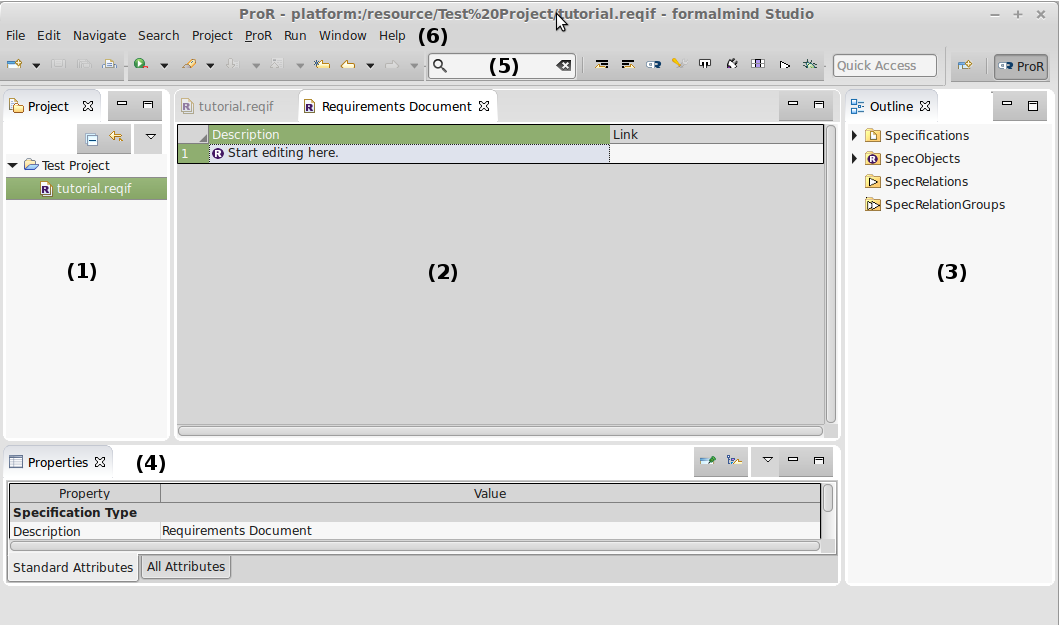 ProR - platform:/resource/Test%20Project/tutorial.reqif - formalmind Studio
File Edit Navigate Search Project ProR Run Window Help (6)
(5) Quick Access ProR
Project
tutorial.reqif Requirements Document
Outline
Description Link
1 Start editing here.
Test Project
tutorial.reqif
Specifications
SpecObjects
SpecRelations
SpecRelationGroups
(1) (2) (3)
Properties (4)
Property Value
Specification Type
Description Requirements Document
Standard Attributes All Attributes